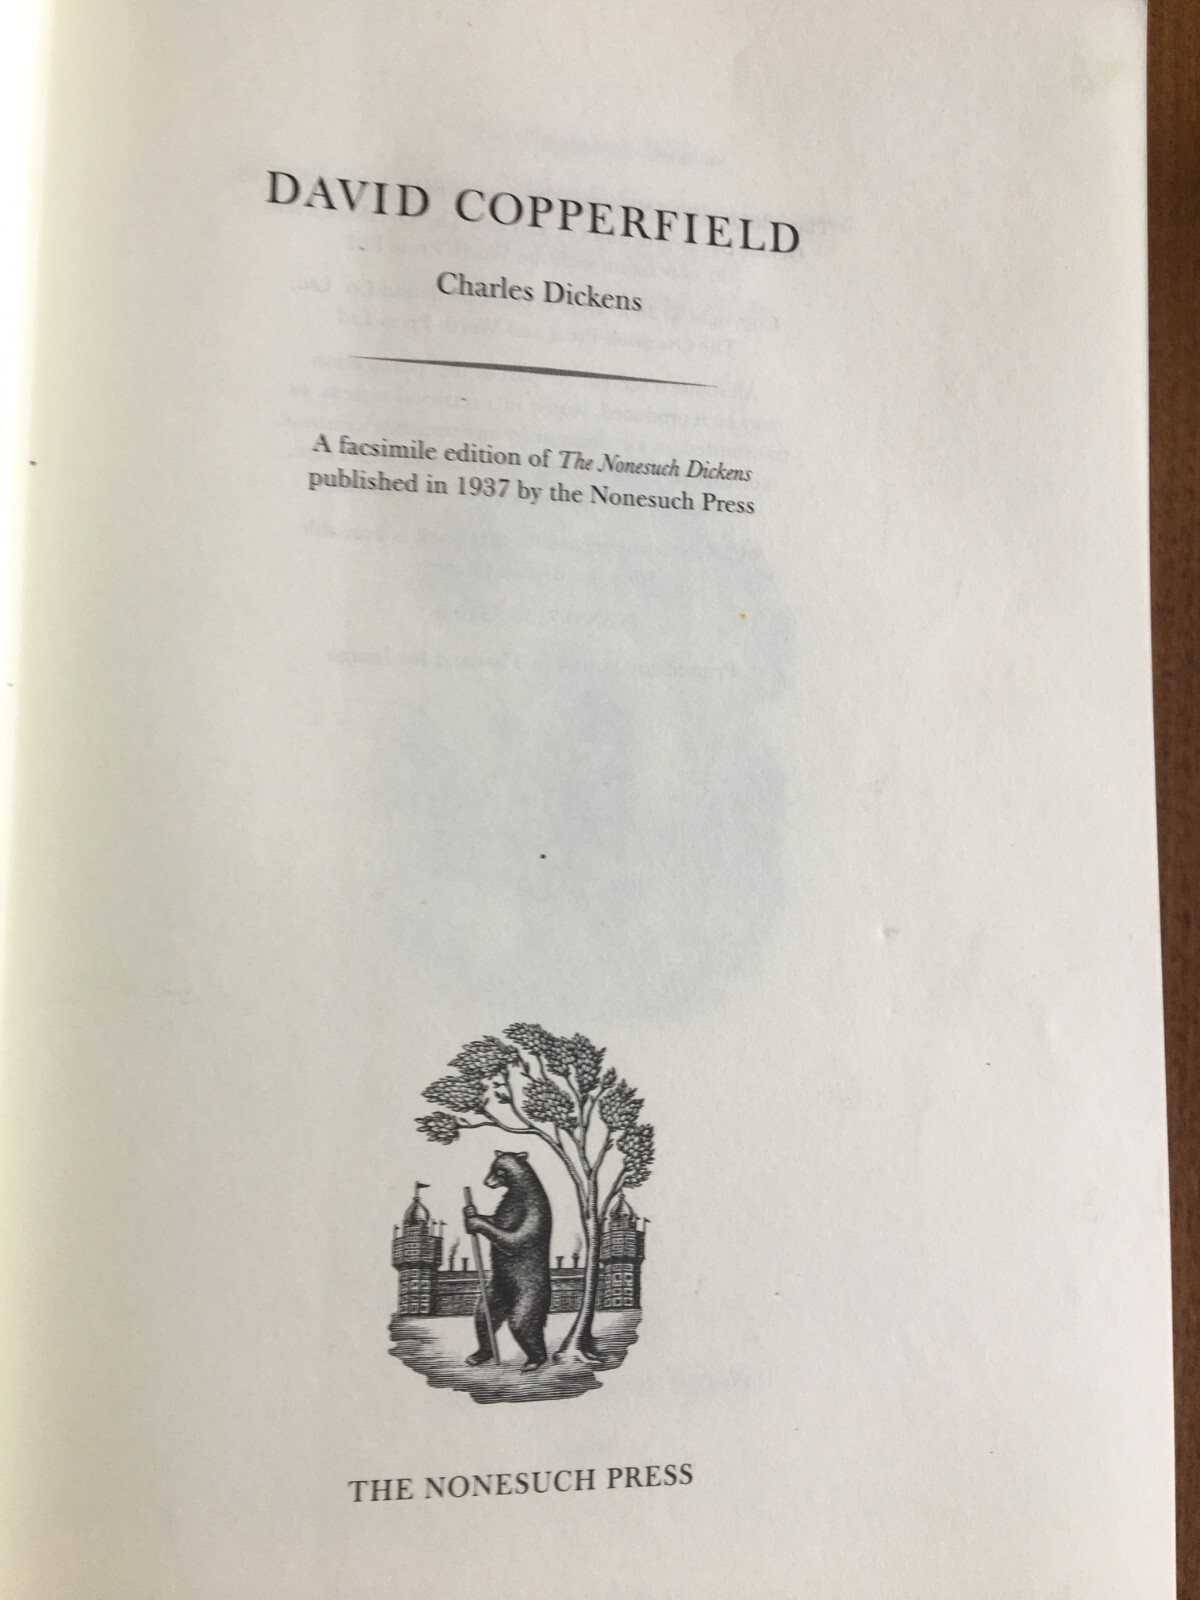 DAVID COPPERFIELD
Charles Dickens
A facsimile edition of The Nonesuch Dickens
published in 1937 by the Nonesuch Press
THE NONESUCH PRESS